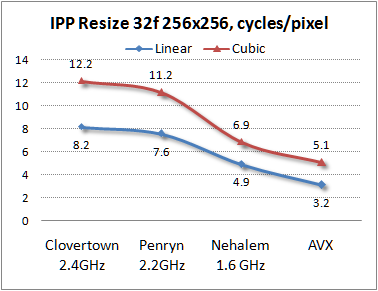 IPP Resize 32f 256x256, cycles/pixel
Linear Cubic
14
12
10
8
6
4
2
0
12.2 11.2 6.9 5.1
8.2 7.6 4.9 3.2
Clovertown Penryn Nehalem AVX
2.4GHz 2.2GHz 1.6 GHz